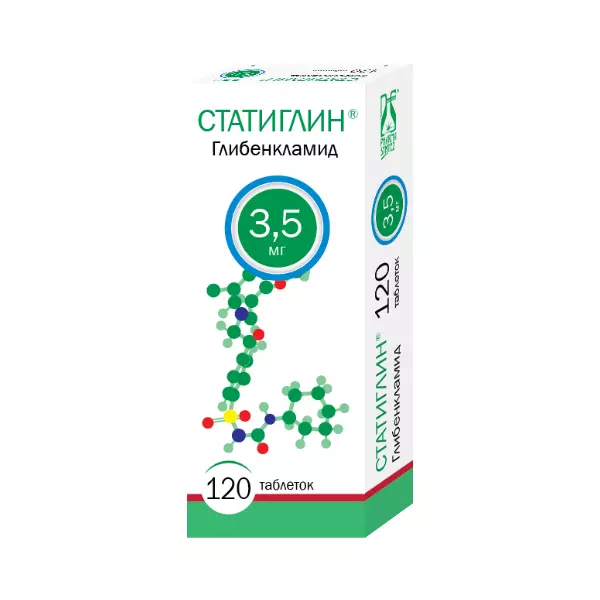 СТАТИГЛИН®
Глибенкламид
3,5
мг
120 таблеток
3,5
мг
120
таблеток
СТАТИГЛИН®
Глибенкламид